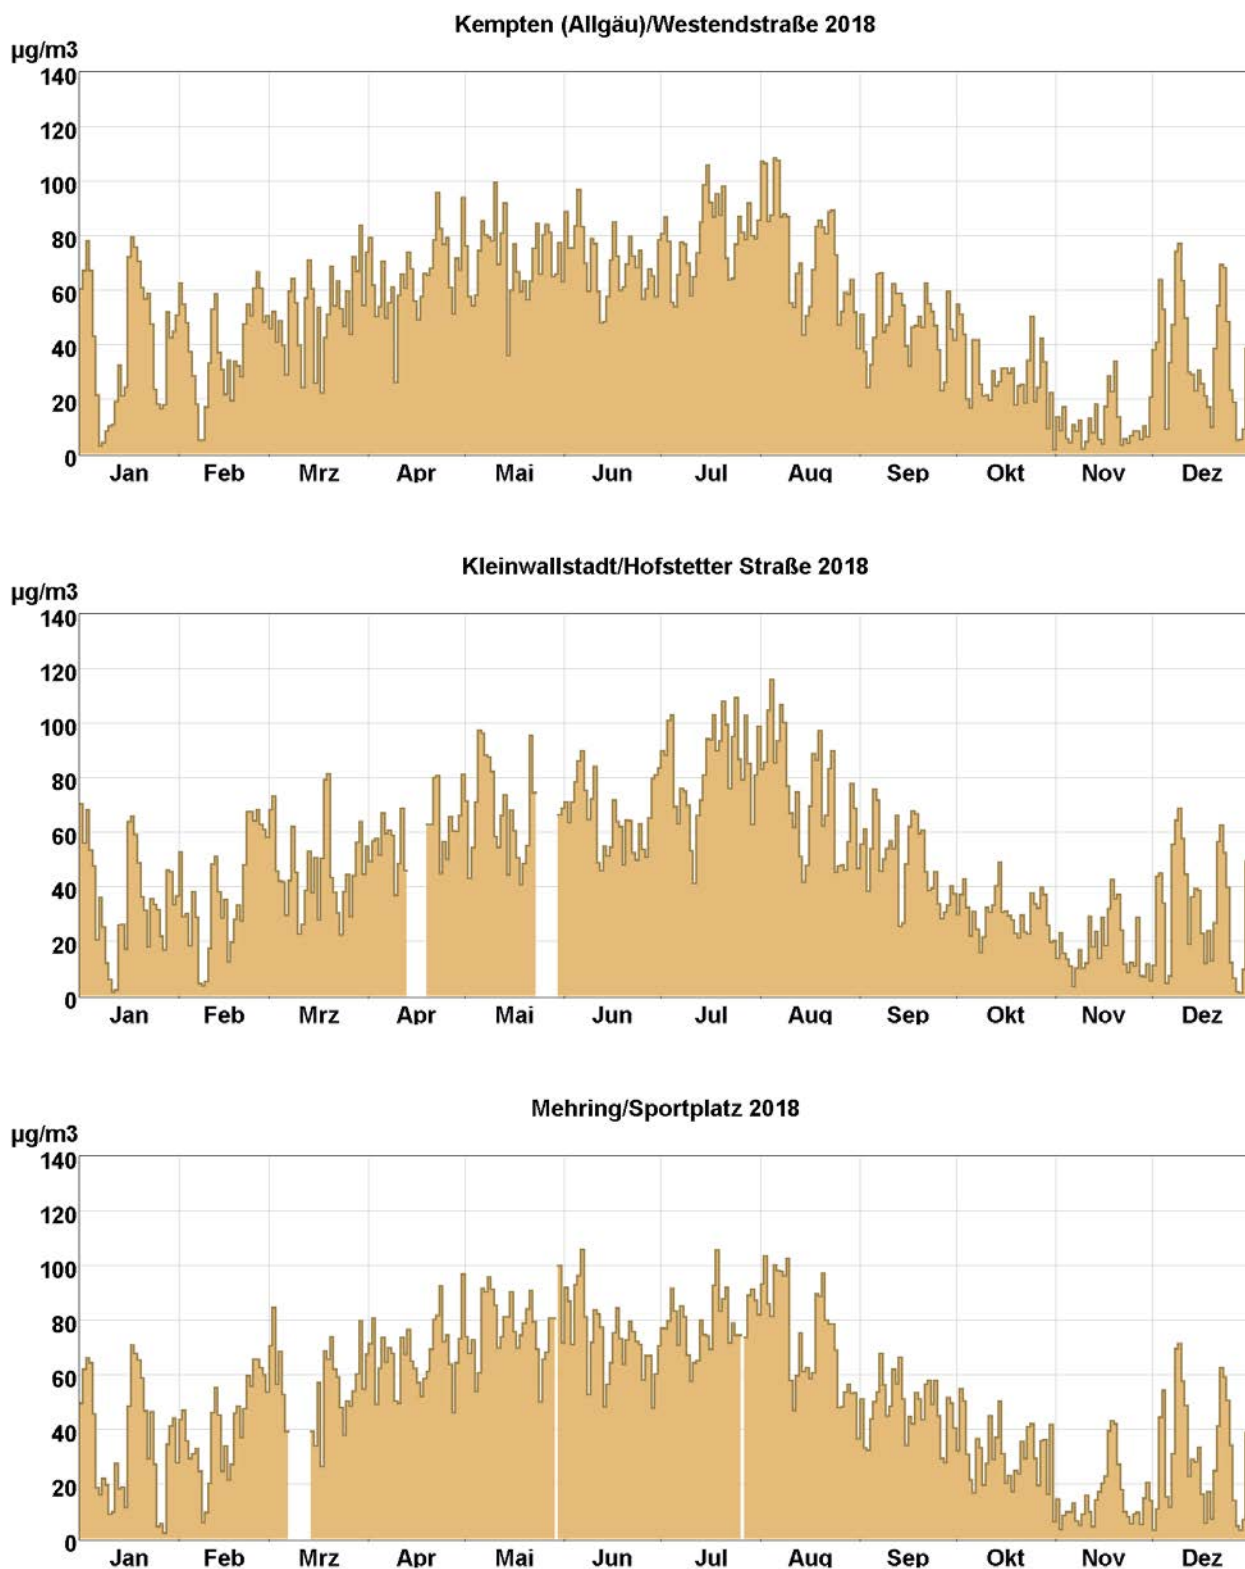 Kempten (Allgäu)/Westendstraße 2018
µg/m3
140
120
100
80
60
40
20
0
Jan Feb Mrz Apr Mai Jun Jul Aug Sep Okt Nov Dez
Kleinwallstadt/Hofstetter Straße 2018
µg/m3
140
120
100
80
60
40
20
0
Jan Feb Mrz Apr Mai Jun Jul Aug Sep Okt Nov Dez
Mehring/Sportplatz 2018
µg/m3
140
120
100
80
60
40
20
0
Jan Feb Mrz Apr Mai Jun Jul Aug Sep Okt Nov Dez